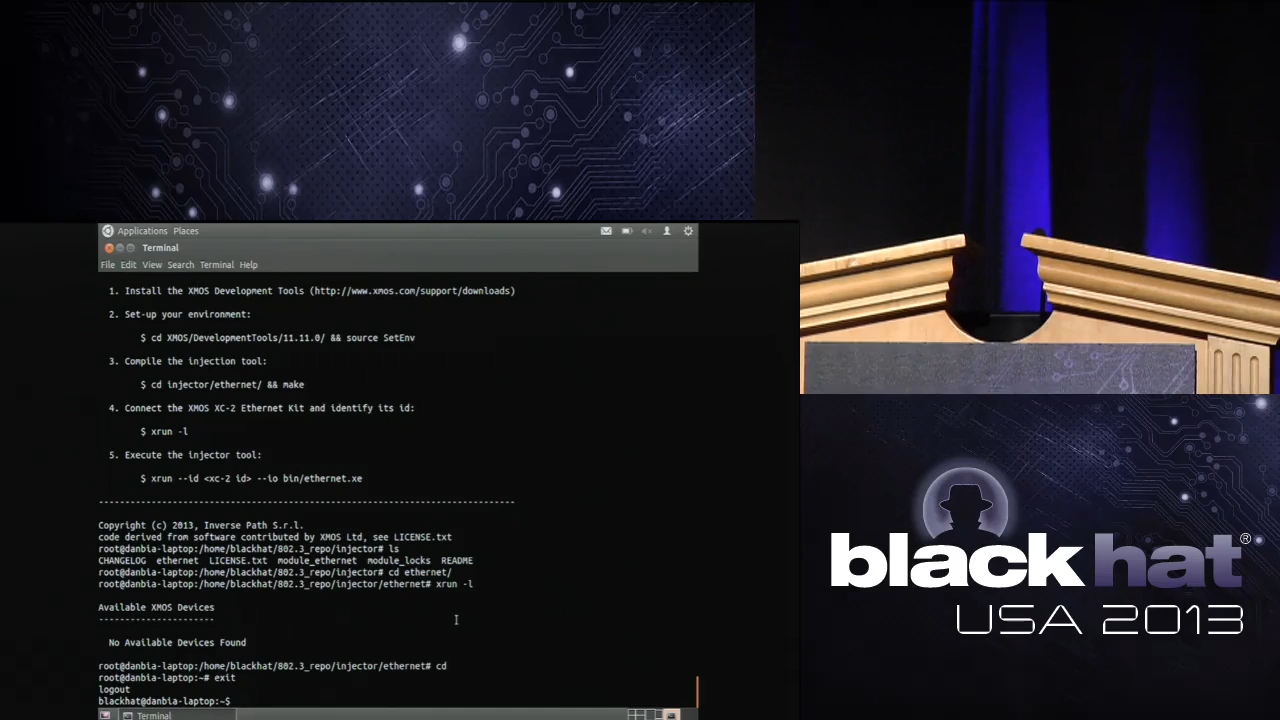 Applications Places
Terminal
File Edit View Search Terminal Help
1. Install the XMOS Development Tools (http://www.xmos.com/support/downloads)
2. Set-up your environment:
$ cd XMOS/DevelopmentTools/11.11.0/ && source SetEnv
3. Compile the injection tool:
$ cd injector/ethernet/ && make
4. Connect the XMOS XC-2 Ethernet Kit and identify its id:
$ xrun -l
5. Execute the injector tool:
$ xrun --id <xc-2 id> --io bin/ethernet.xe
--------------------------------------------------------------------------------
Copyright (c) 2013, Inverse Path S.r.l.
code derived from software contributed by XMOS Ltd, see LICENSE.txt
root@danbia-laptop:/home/blackhat/802.3_repo/injector# ls
CHANGELOG ethernet LICENSE.txt module_ethernet module_locks README
root@danbia-laptop:/home/blackhat/802.3_repo/injector# cd ethernet/
root@danbia-laptop:/home/blackhat/802.3_repo/injector/ethernet# xrun -l
Available XMOS Devices
----------------------
No Available Devices Found
root@danbia-laptop:/home/blackhat/802.3_repo/injector/ethernet# cd
root@danbia-laptop:~# exit
logout
blackhat@danbia-laptop:~$
Terminal
blackhat®
USA 2013